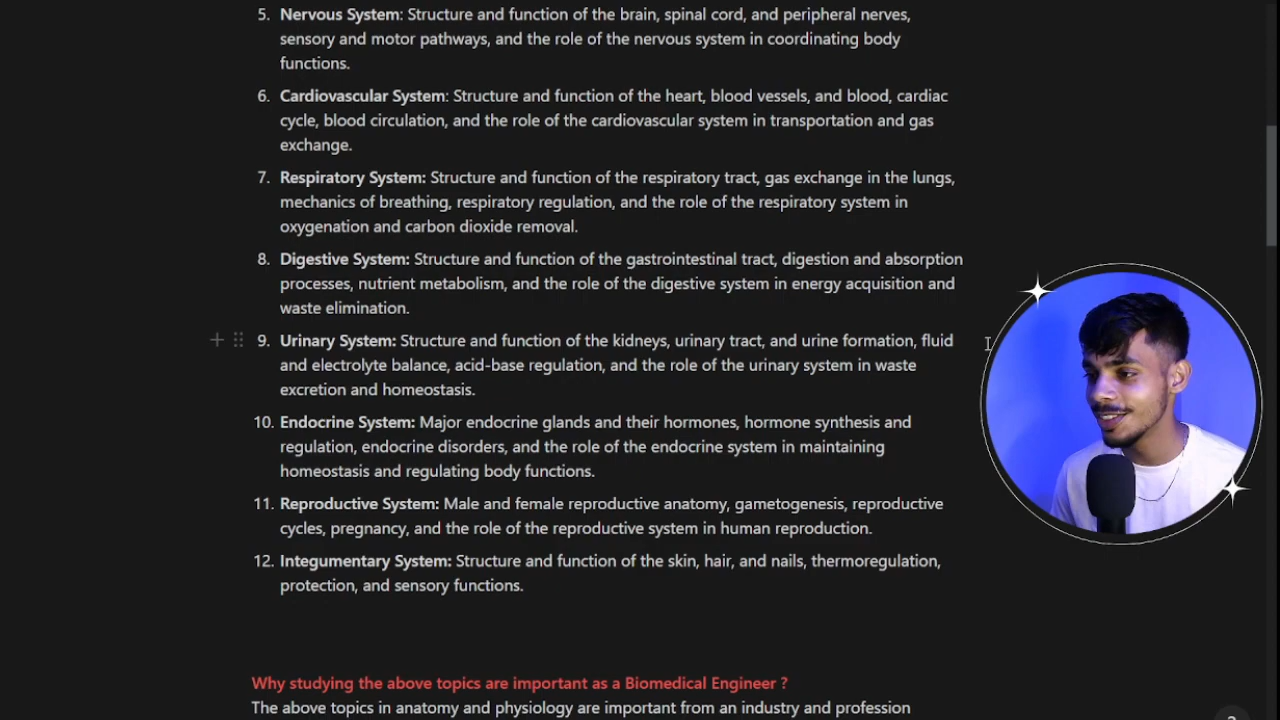 5. Nervous System: Structure and function of the brain, spinal cord, and peripheral nerves,
sensory and motor pathways, and the role of the nervous system in coordinating body
functions.
6. Cardiovascular System: Structure and function of the heart, blood vessels, and blood, cardiac
cycle, blood circulation, and the role of the cardiovascular system in transportation and gas
exchange.
7. Respiratory System: Structure and function of the respiratory tract, gas exchange in the lungs,
mechanics of breathing, respiratory regulation, and the role of the respiratory system in
oxygenation and carbon dioxide removal.
8. Digestive System: Structure and function of the gastrointestinal tract, digestion and absorption
processes, nutrient metabolism, and the role of the digestive system in energy acquisition and
waste elimination.
9. Urinary System: Structure and function of the kidneys, urinary tract, and urine formation, fluid
and electrolyte balance, acid-base regulation, and the role of the urinary system in waste
excretion and homeostasis.
10. Endocrine System: Major endocrine glands and their hormones, hormone synthesis and
regulation, endocrine disorders, and the role of the endocrine system in maintaining
homeostasis and regulating body functions.
11. Reproductive System: Male and female reproductive anatomy, gametogenesis, reproductive
cycles, pregnancy, and the role of the reproductive system in human reproduction.
12. Integumentary System: Structure and function of the skin, hair, and nails, thermoregulation,
protection, and sensory functions.
Why studying the above topics are important as a Biomedical Engineer ?
The above topics in anatomy and physiology are important from an industry and profession